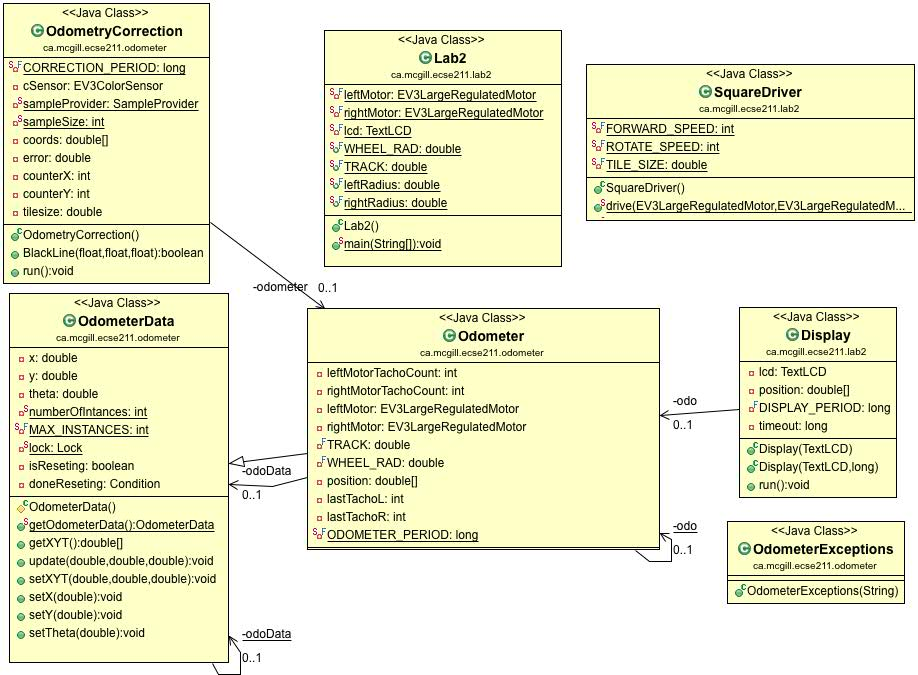 <<Java Class>>
OdometryCorrection
ca.mcgill.ecse211.odometer
CORRECTION_PERIOD: long
cSensor: EV3ColorSensor
sampleProvider: SampleProvider
sampleSize: int
coords: double[]
error: double
counterX: int
counterY: int
tilesize: double
OdometryCorrection()
BlackLine(float,float,float):boolean
run():void
<<Java Class>>
Lab2
ca.mcgill.ecse211.lab2
leftMotor: EV3LargeRegulatedMotor
rightMotor: EV3LargeRegulatedMotor
lcd: TextLCD
WHEEL_RAD: double
TRACK: double
leftRadius: double
rightRadius: double
Lab2()
main(String[]):void
<<Java Class>>
SquareDriver
ca.mcgill.ecse211.lab2
FORWARD_SPEED: int
ROTATE_SPEED: int
TILE_SIZE: double
SquareDriver()
drive(EV3LargeRegulatedMotor,EV3LargeRegulatedM...
-odometer 0..1
<<Java Class>>
OdometerData
ca.mcgill.ecse211.odometer
x: double
y: double
theta: double
numberOfIntances: int
MAX_INSTANCES: int
lock: Lock
isReseting: boolean
doneReseting: Condition
OdometerData()
getOdometerData():OdometerData
getXYT():double[]
update(double,double,double):void
setXYT(double,double,double):void
setX(double):void
setY(double):void
setTheta(double):void
-odoData
0..1
-odoData
0..1
<<Java Class>>
Odometer
ca.mcgill.ecse211.odometer
leftMotorTachoCount: int
rightMotorTachoCount: int
leftMotor: EV3LargeRegulatedMotor
rightMotor: EV3LargeRegulatedMotor
TRACK: double
WHEEL_RAD: double
position: double[]
lastTachoL: int
lastTachoR: int
ODOMETER_PERIOD: long
-odo
0..1
-odo
0..1
<<Java Class>>
Display
ca.mcgill.ecse211.lab2
lcd: TextLCD
position: double[]
DISPLAY_PERIOD: long
timeout: long
Display(TextLCD)
Display(TextLCD,long)
run():void
<<Java Class>>
OdometerExceptions
ca.mcgill.ecse211.odometer
OdometerExceptions(String)